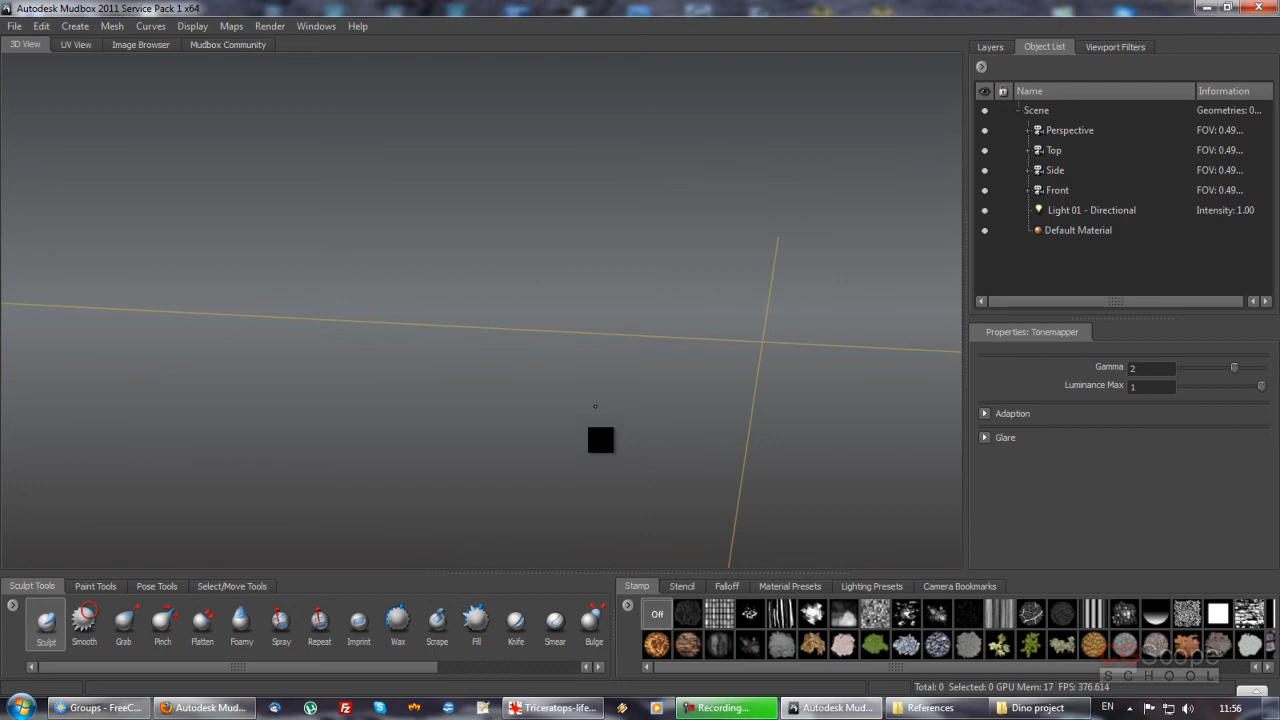 Autodesk Mudbox 2011 Service Pack 1 x64
File Edit Create Mesh Curves Display Maps Render Windows Help
3D View UV View Image Browser Mudbox Community
Layers Object List Viewport Filters
Name Information
Scene Geometries: 0...
Perspective FOV: 0.49...
Top FOV: 0.49...
Side FOV: 0.49...
Front FOV: 0.49...
Light 01 - Directional Intensity: 1.00
Default Material
Properties: Tonemapper
Gamma 2
Luminance Max 1
Adaption
Glare
Sculpt Tools Paint Tools Pose Tools Select/Move Tools
Stamp Stencil Falloff Material Presets Lighting Presets Camera Bookmarks
Off
Sculpt Smooth Grab Pinch Flatten Foamy Spray Repeat Imprint Wax Scrape Fill Knife Smear Bulge
CGScope
SCHOOL
Total: 0 Selected: 0 GPU Mem: 17 FPS: 376.614
Groups - FreeC... Autodesk Mudb... Triceratops-life... Recording... Autodesk Mudb... References Dino project EN 11:56